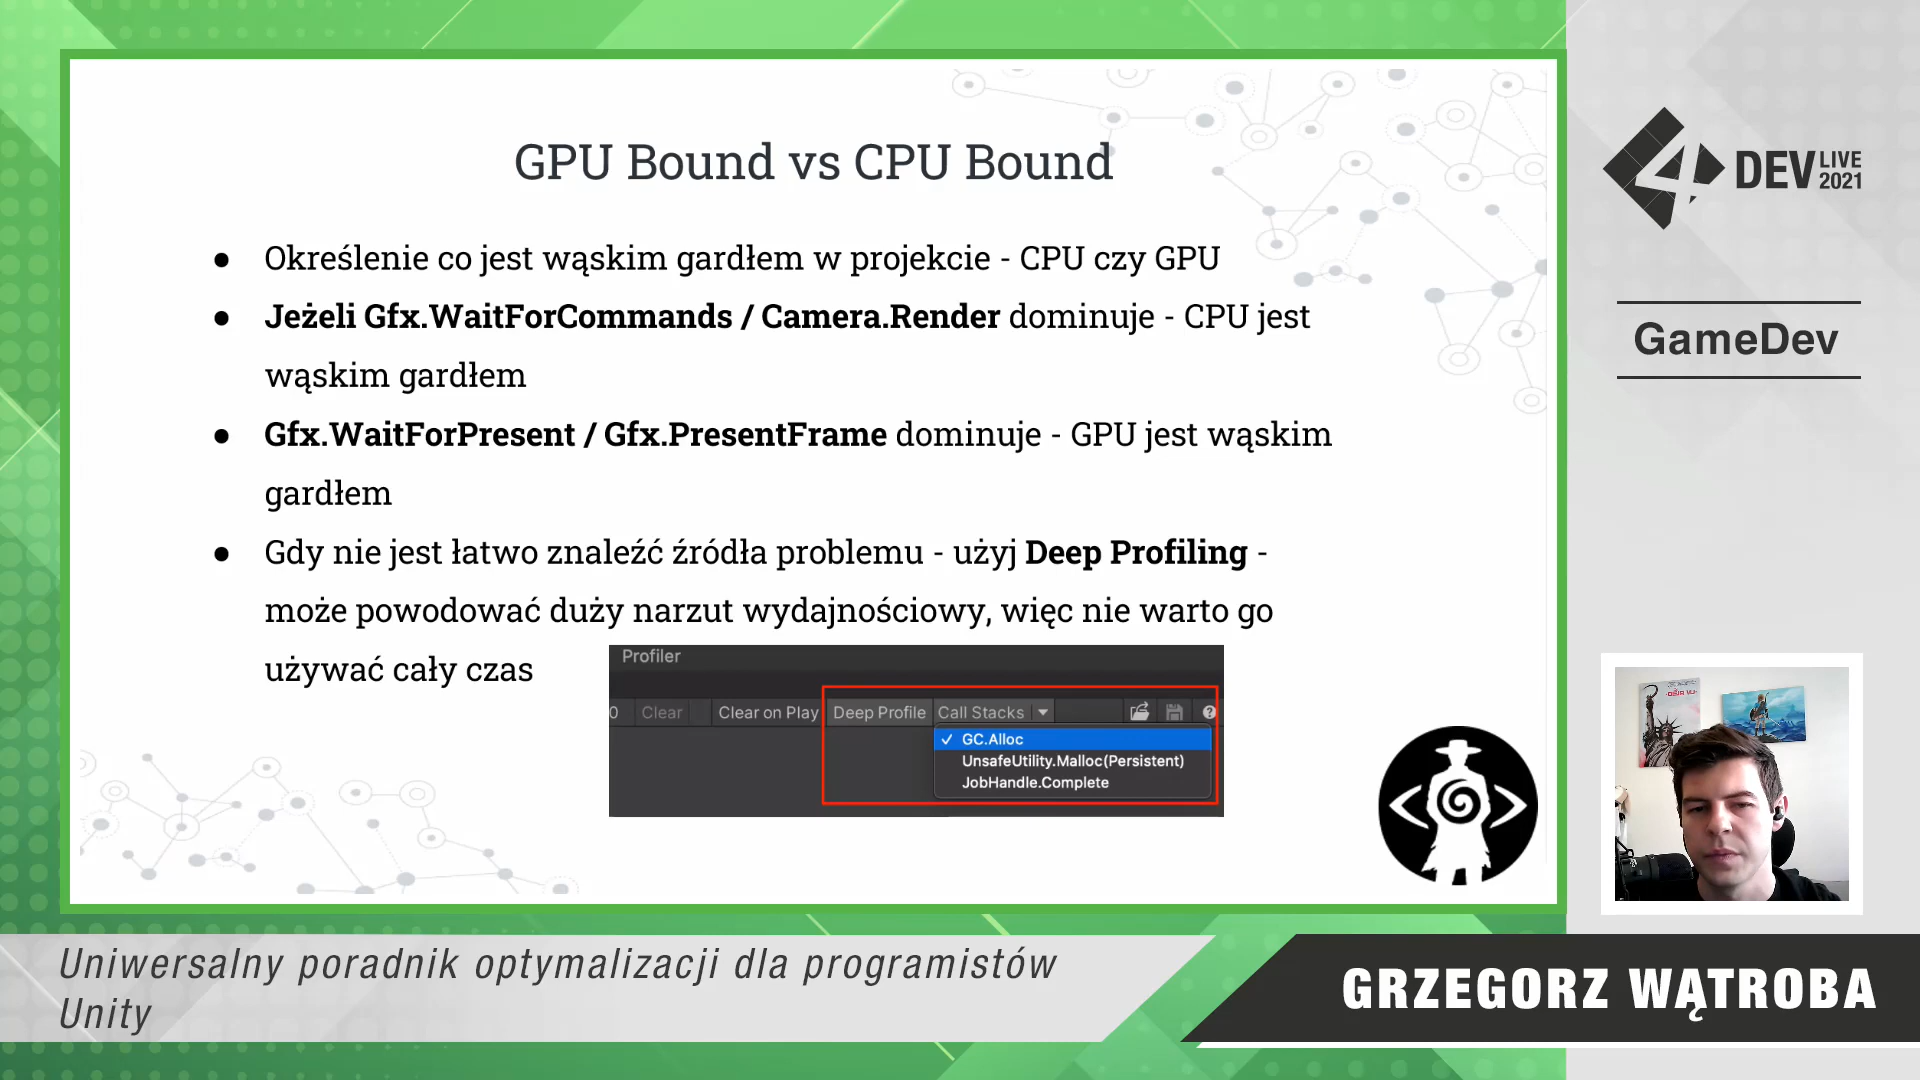 GPU Bound vs CPU Bound
● Określenie co jest wąskim gardłem w projekcie - CPU czy GPU
● Jeżeli Gfx.WaitForCommands / Camera.Render dominuje - CPU jest
wąskim gardłem
● Gfx.WaitForPresent / Gfx.PresentFrame dominuje - GPU jest wąskim
gardłem
● Gdy nie jest łatwo znaleźć źródła problemu - użyj Deep Profiling -
może powodować duży narzut wydajnościowy, więc nie warto go
używać cały czas
Profiler
0 Clear Clear on Play Deep Profile Call Stacks
✓ GC.Alloc
UnsafeUtility.Malloc(Persistent)
JobHandle.Complete
4 DEV LIVE
2021
GameDev
Uniwersalny poradnik optymalizacji dla programistów
Unity
GRZEGORZ WĄTROBA